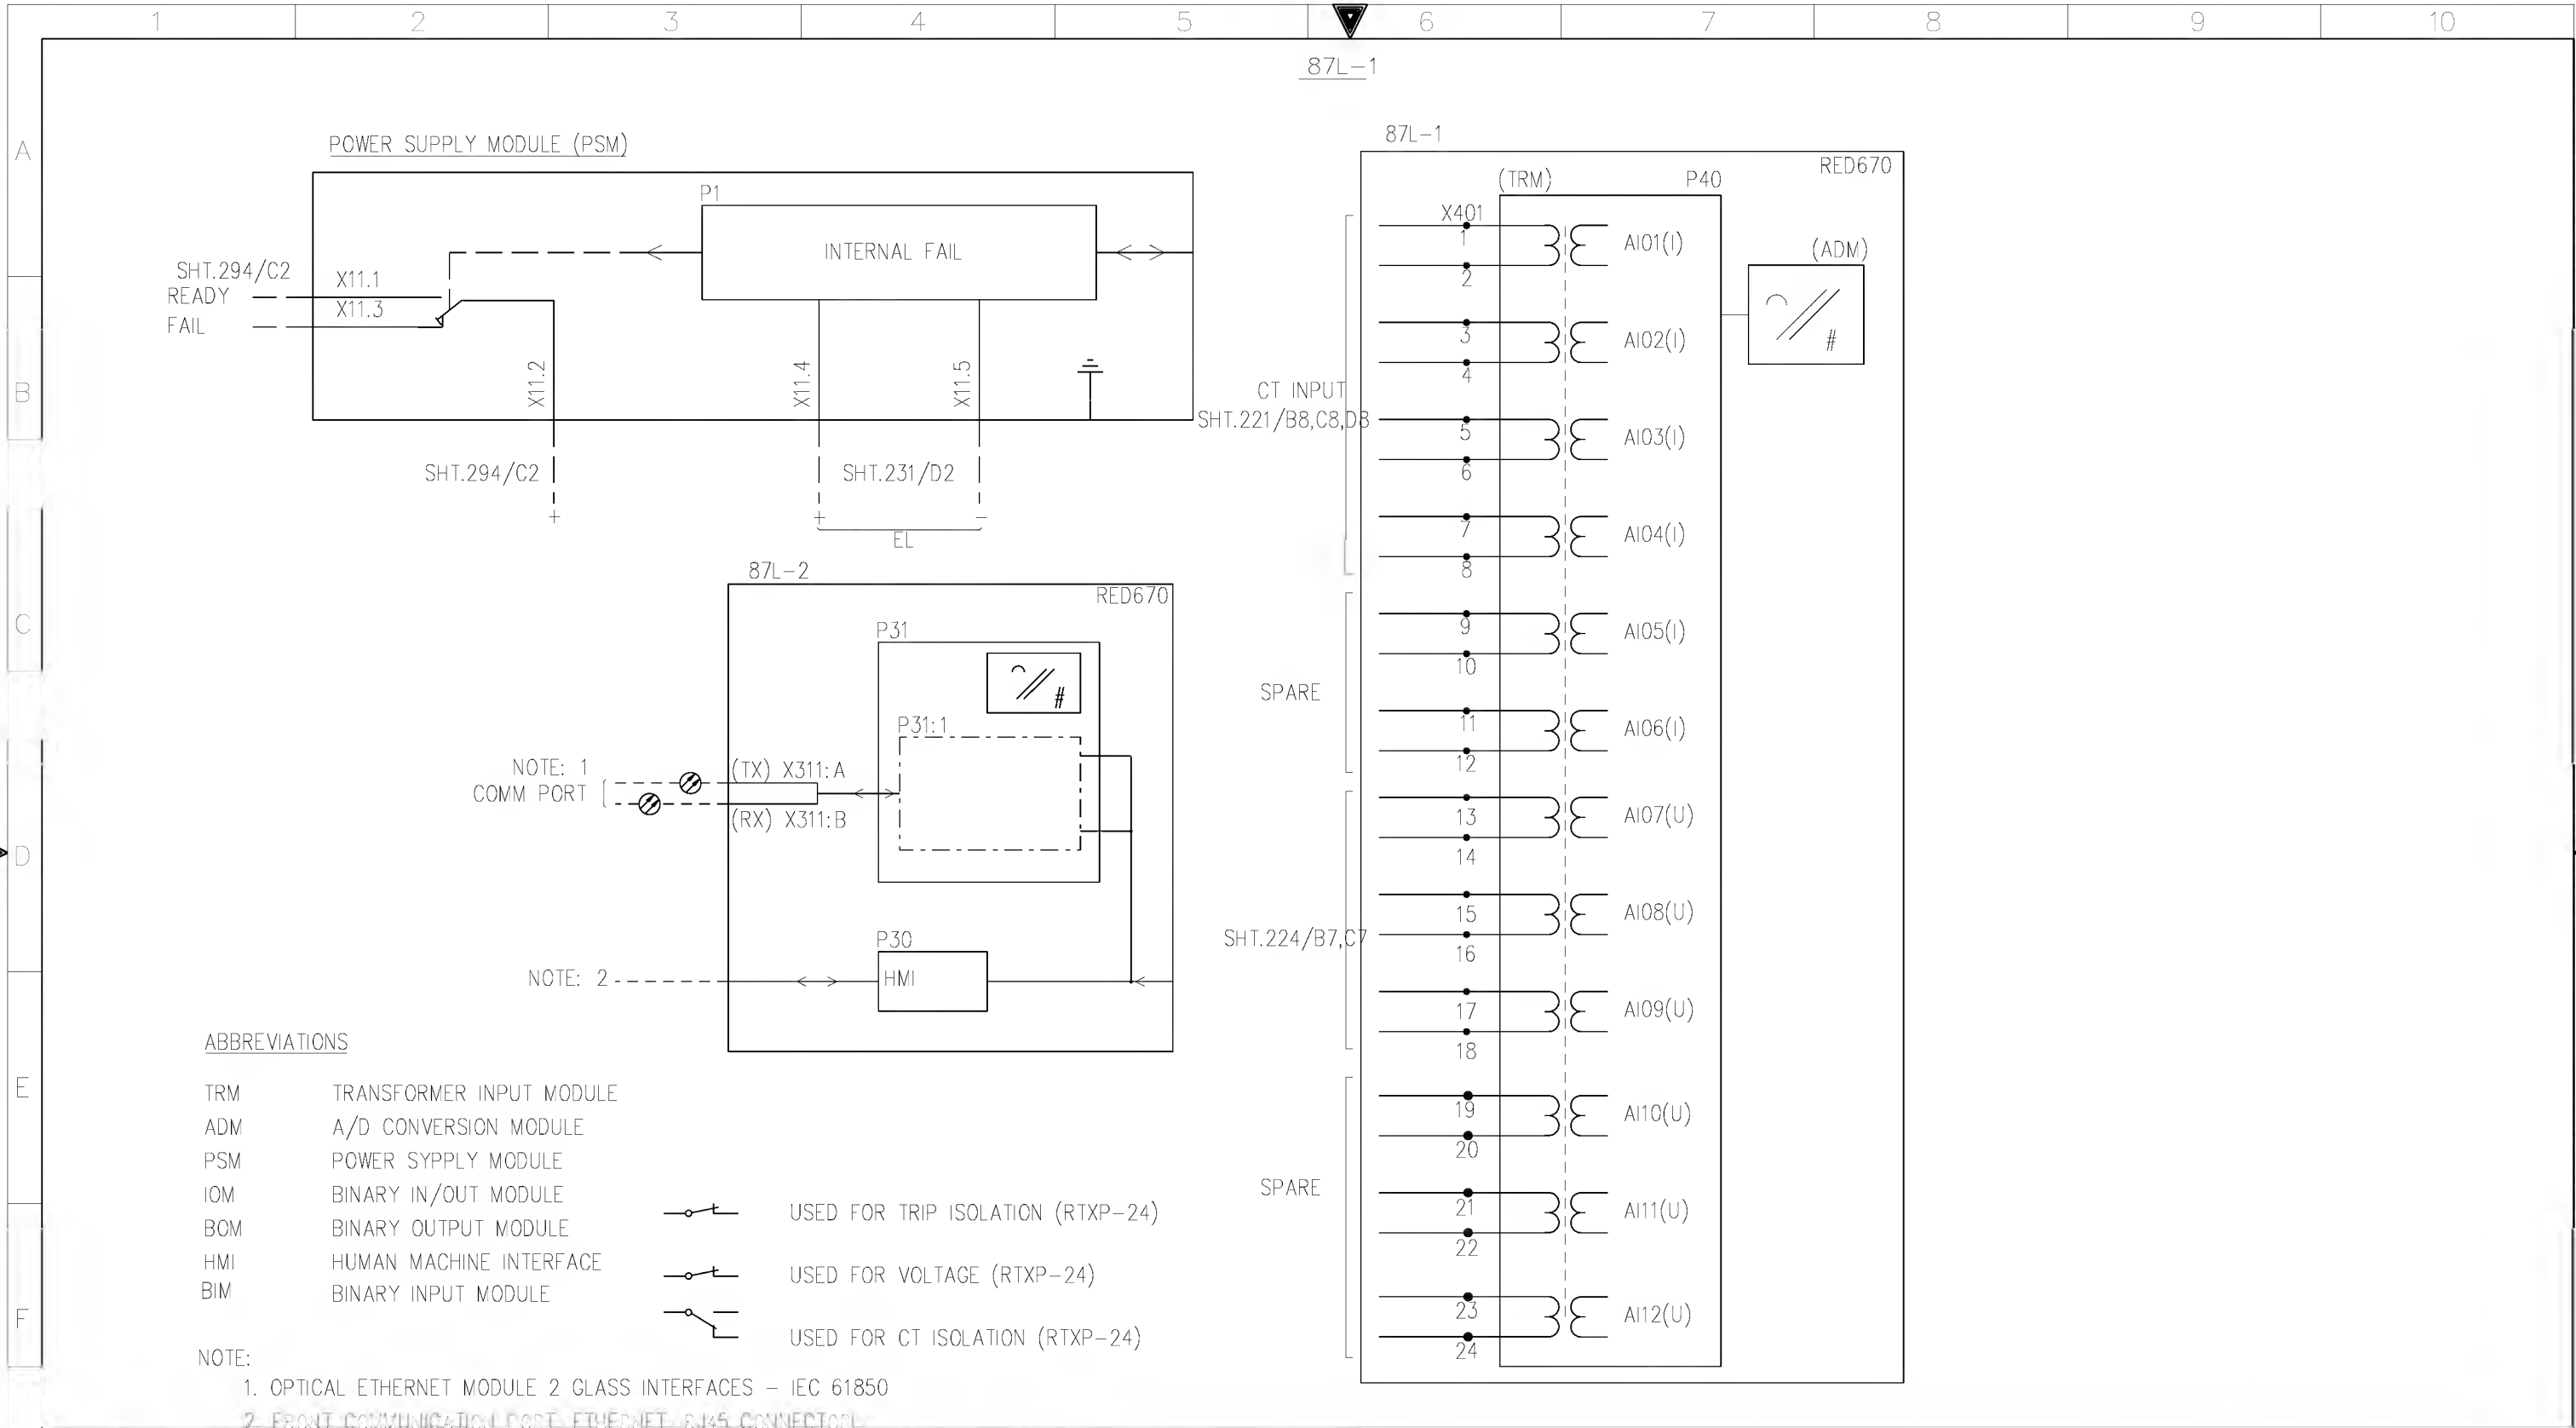 1 2 3 4 5 6 7 8 9 10
87L-1
A
B
C
D
E
F
POWER SUPPLY MODULE (PSM)
P1
INTERNAL FAIL
SHT.294/C2
READY
FAIL
X11.1
X11.3
X11.2
X11.4
X11.5
SHT.294/C2
SHT.231/D2
+
+
-
EL
87L-2
RED670
P31
#
P31:1
NOTE: 1
COMM PORT
(TX) X311:A
(RX) X311:B
P30
HMI
NOTE: 2
87L-1
RED670
(TRM)
P40
X401
(ADM)
#
1
2
AI01(I)
3
4
AI02(I)
5
6
AI03(I)
7
8
AI04(I)
9
10
AI05(I)
11
12
AI06(I)
13
14
AI07(U)
15
16
AI08(U)
17
18
AI09(U)
19
20
AI10(U)
21
22
AI11(U)
23
24
AI12(U)
CT INPUT
SHT.221/B8,C8,D8
SPARE
SHT.224/B7,C7
SPARE
ABBREVIATIONS
TRM TRANSFORMER INPUT MODULE
ADM A/D CONVERSION MODULE
PSM POWER SYPPLY MODULE
IOM BINARY IN/OUT MODULE
BOM BINARY OUTPUT MODULE
HMI HUMAN MACHINE INTERFACE
BIM BINARY INPUT MODULE
USED FOR TRIP ISOLATION (RTXP-24)
USED FOR VOLTAGE (RTXP-24)
USED FOR CT ISOLATION (RTXP-24)
NOTE:
1. OPTICAL ETHERNET MODULE 2 GLASS INTERFACES - IEC 61850
2. FRONT COMMUNICATION PORT ETHERNET RJ45 CONNECTOR